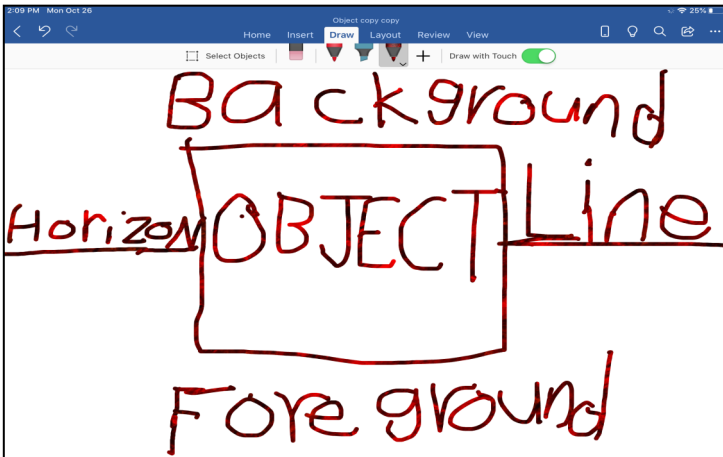 2:09 PM Mon Oct 26 25%
Object copy copy
Home Insert Draw Layout Review View
Select Objects Draw with Touch
Background
Horizon OBJECT Line
Foreground